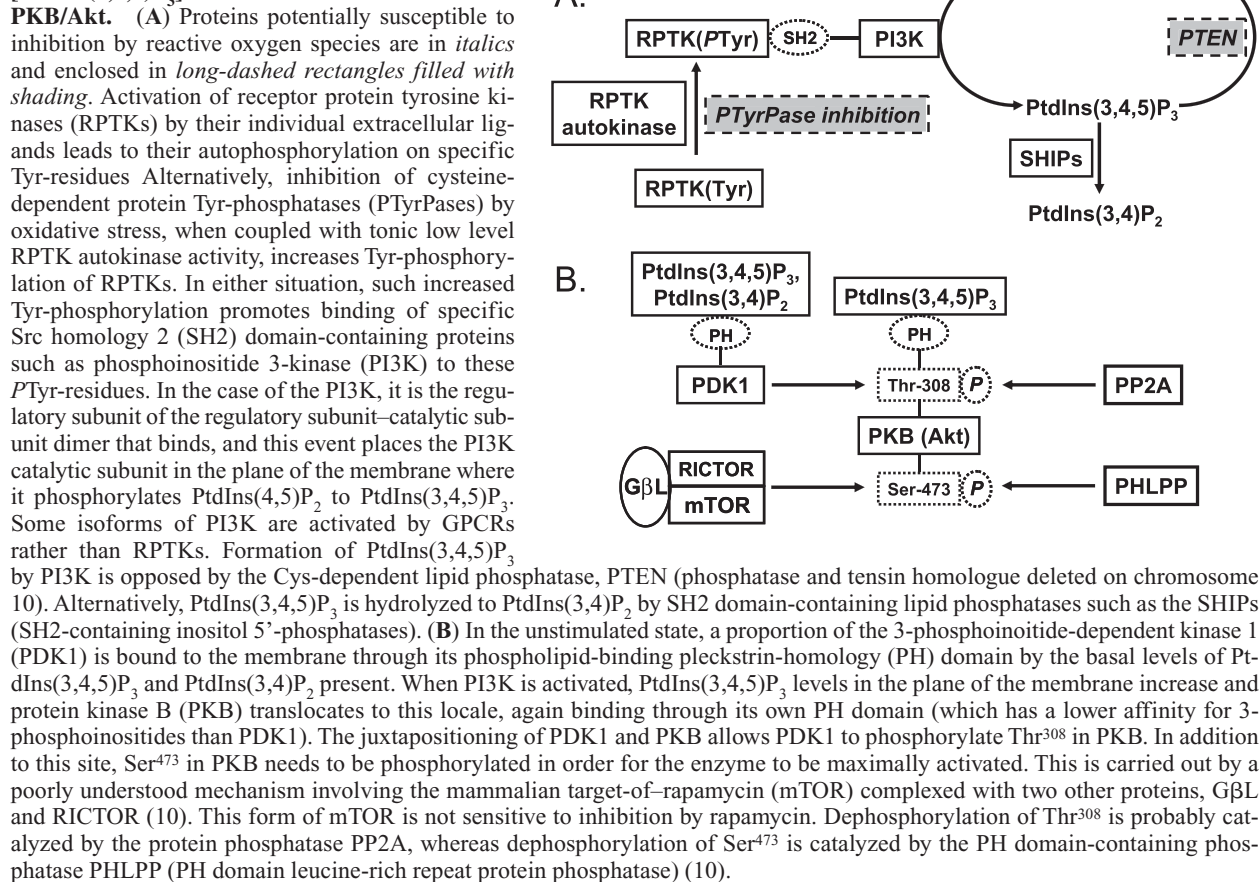 PKB/Akt. (A) Proteins potentially susceptible to
inhibition by reactive oxygen species are in italics
and enclosed in long-dashed rectangles filled with
shading. Activation of receptor protein tyrosine ki-
nases (RPTKs) by their individual extracellular lig-
ands leads to their autophosphorylation on specific
Tyr-residues Alternatively, inhibition of cysteine-
dependent protein Tyr-phosphatases (PTyrPases) by
oxidative stress, when coupled with tonic low level
RPTK autokinase activity, increases Tyr-phosphory-
lation of RPTKs. In either situation, such increased
Tyr-phosphorylation promotes binding of specific
Src homology 2 (SH2) domain-containing proteins
such as phosphoinositide 3-kinase (PI3K) to these
PTyr-residues. In the case of the PI3K, it is the regu-
latory subunit of the regulatory subunit–catalytic sub-
unit dimer that binds, and this event places the PI3K
catalytic subunit in the plane of the membrane where
it phosphorylates PtdIns(4,5)P2 to PtdIns(3,4,5)P3.
Some isoforms of PI3K are activated by GPCRs
rather than RPTKs. Formation of PtdIns(3,4,5)P3
by PI3K is opposed by the Cys-dependent lipid phosphatase, PTEN (phosphatase and tensin homologue deleted on chromosome
10). Alternatively, PtdIns(3,4,5)P3 is hydrolyzed to PtdIns(3,4)P2 by SH2 domain-containing lipid phosphatases such as the SHIPs
(SH2-containing inositol 5’-phosphatases). (B) In the unstimulated state, a proportion of the 3-phosphoinoitide-dependent kinase 1
(PDK1) is bound to the membrane through its phospholipid-binding pleckstrin-homology (PH) domain by the basal levels of Pt-
dIns(3,4,5)P3 and PtdIns(3,4)P2 present. When PI3K is activated, PtdIns(3,4,5)P3 levels in the plane of the membrane increase and
protein kinase B (PKB) translocates to this locale, again binding through its own PH domain (which has a lower affinity for 3-
phosphoinositides than PDK1). The juxtapositioning of PDK1 and PKB allows PDK1 to phosphorylate Thr308 in PKB. In addition
to this site, Ser473 in PKB needs to be phosphorylated in order for the enzyme to be maximally activated. This is carried out by a
poorly understood mechanism involving the mammalian target-of–rapamycin (mTOR) complexed with two other proteins, GβL
and RICTOR (10). This form of mTOR is not sensitive to inhibition by rapamycin. Dephosphorylation of Thr308 is probably cat-
alyzed by the protein phosphatase PP2A, whereas dephosphorylation of Ser473 is catalyzed by the PH domain-containing phos-
phatase PHLPP (PH domain leucine-rich repeat protein phosphatase) (10).
RPTK(PTyr)
SH2
PI3K
PTEN
RPTK
autokinase
PTyrPase inhibition
PtdIns(3,4,5)P3
SHIPs
RPTK(Tyr)
PtdIns(3,4)P2
B.
PtdIns(3,4,5)P3,
PtdIns(3,4)P2
PtdIns(3,4,5)P3
PH
PH
PDK1
Thr-308
P
PP2A
PKB (Akt)
GβL
RICTOR
mTOR
Ser-473
P
PHLPP